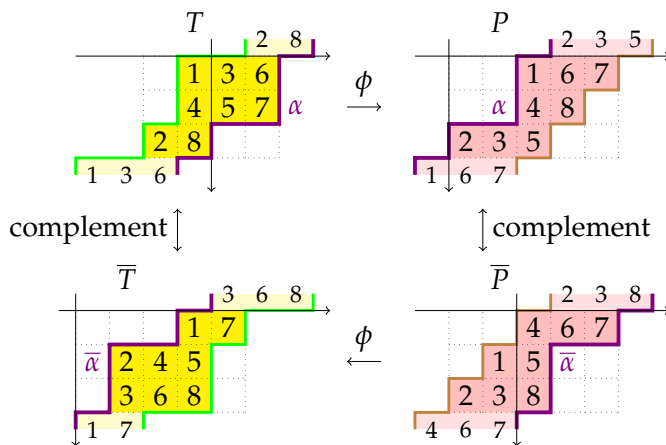 T P
2 8 2 3 5
1 3 6 ϕ 1 6 7
4 5 7 α α 4 8
2 8 2 3 5
1 3 6 1 6 7
complement complement
T̅ P̅
3 6 8 2 3 8
1 7 ϕ 4 6 7
α̅ 2 4 5 1 5 α̅
3 6 8 2 3 8
1 7 4 6 7